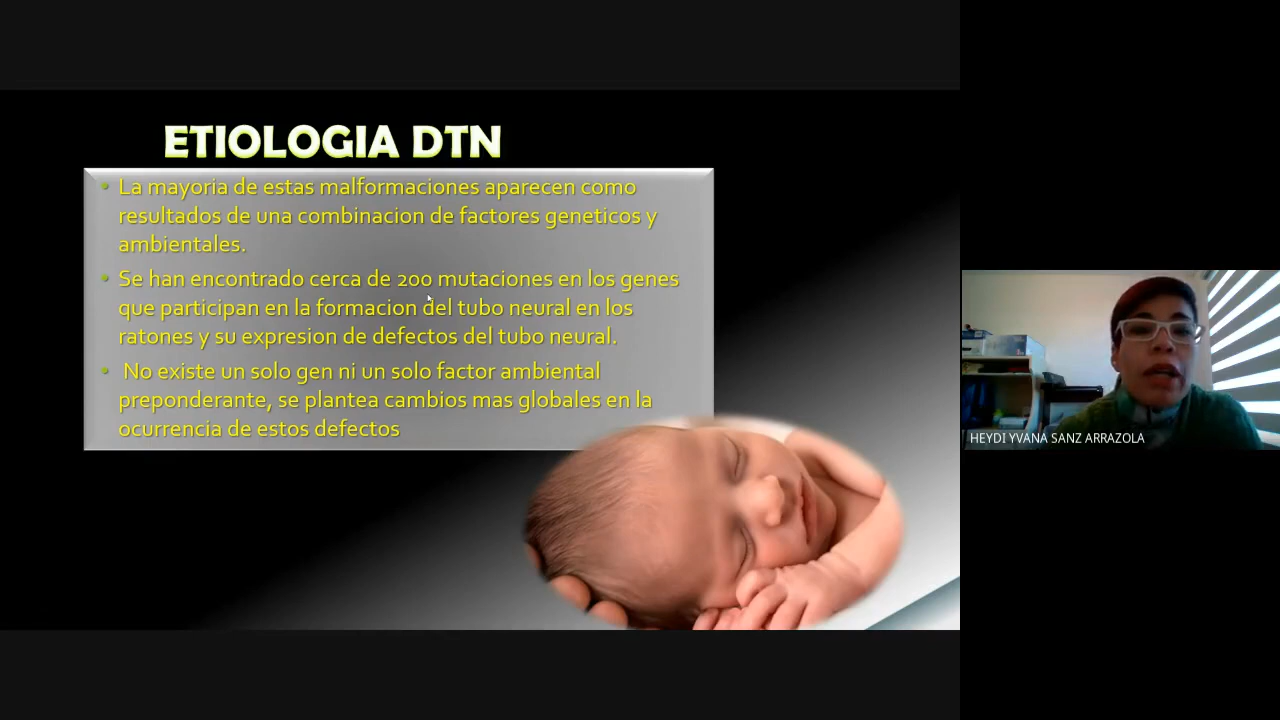 ETIOLOGIA DTN
• La mayoria de estas malformaciones aparecen como
resultados de una combinacion de factores geneticos y
ambientales.
• Se han encontrado cerca de 200 mutaciones en los genes
que participan en la formacion del tubo neural en los
ratones y su expresion de defectos del tubo neural.
• No existe un solo gen ni un solo factor ambiental
preponderante, se plantea cambios mas globales en la
ocurrencia de estos defectos
HEYDI YVANA SANZ ARRAZOLA